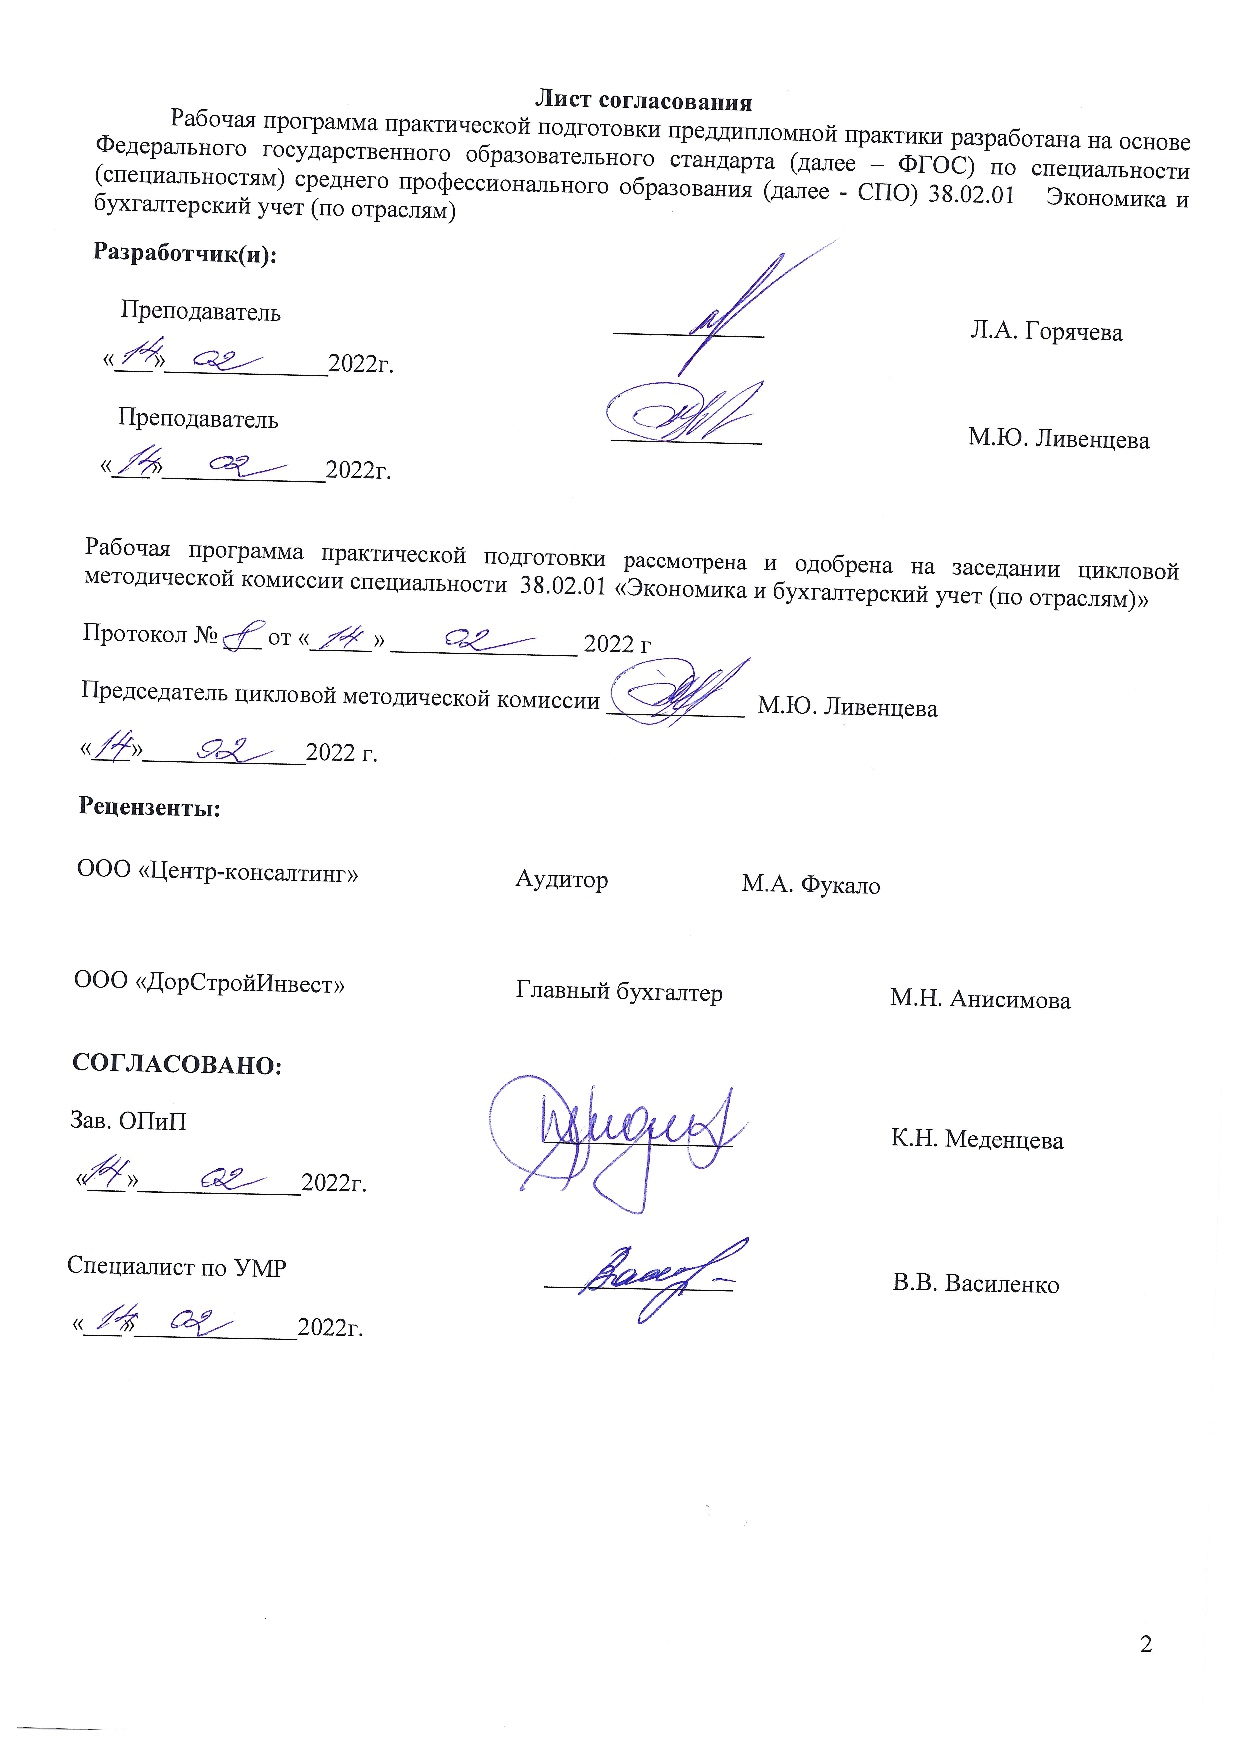 Лист согласования
Рабочая программа практической подготовки преддипломной практики разработана на основе
Федерального государственного образовательного стандарта (далее – ФГОС) по специальности
(специальностям) среднего профессионального образования (далее - СПО) 38.02.01 Экономика и
бухгалтерский учет (по отраслям)
Разработчик(и):
Преподаватель Л.А. Горячева
«14» 02 2022г.
Преподаватель М.Ю. Ливенцева
«14» 02 2022г.
Рабочая программа практической подготовки рассмотрена и одобрена на заседании цикловой
методической комиссии специальности 38.02.01 «Экономика и бухгалтерский учет (по отраслям)»
Протокол № от «14» 02 2022 г
Председатель цикловой методической комиссии М.Ю. Ливенцева
«14» 02 2022 г.
Рецензенты:
ООО «Центр-консалтинг» Аудитор М.А. Фукало
ООО «ДорСтройИнвест» Главный бухгалтер М.Н. Анисимова
СОГЛАСОВАНО:
Зав. ОПиП К.Н. Меденцева
«14» 02 2022г.
Специалист по УМР В.В. Василенко
«14» 02 2022г.
2